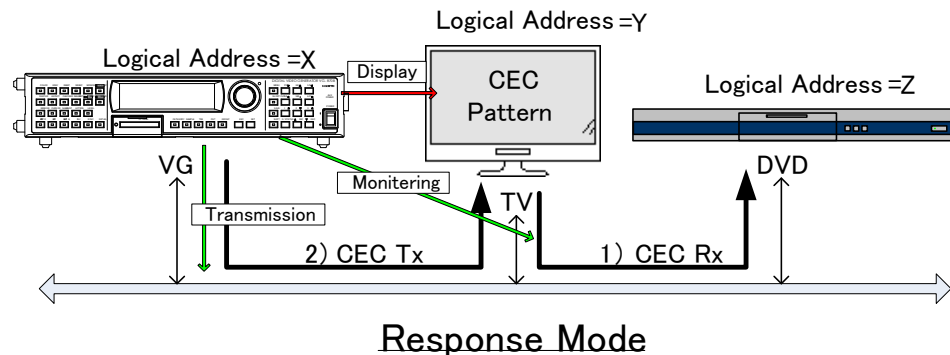 Logical Address =Y
Logical Address =X
Display
CEC
Pattern
Logical Address =Z
VG
Monitering
TV
DVD
Transmission
2) CEC Tx
1) CEC Rx
Response Mode